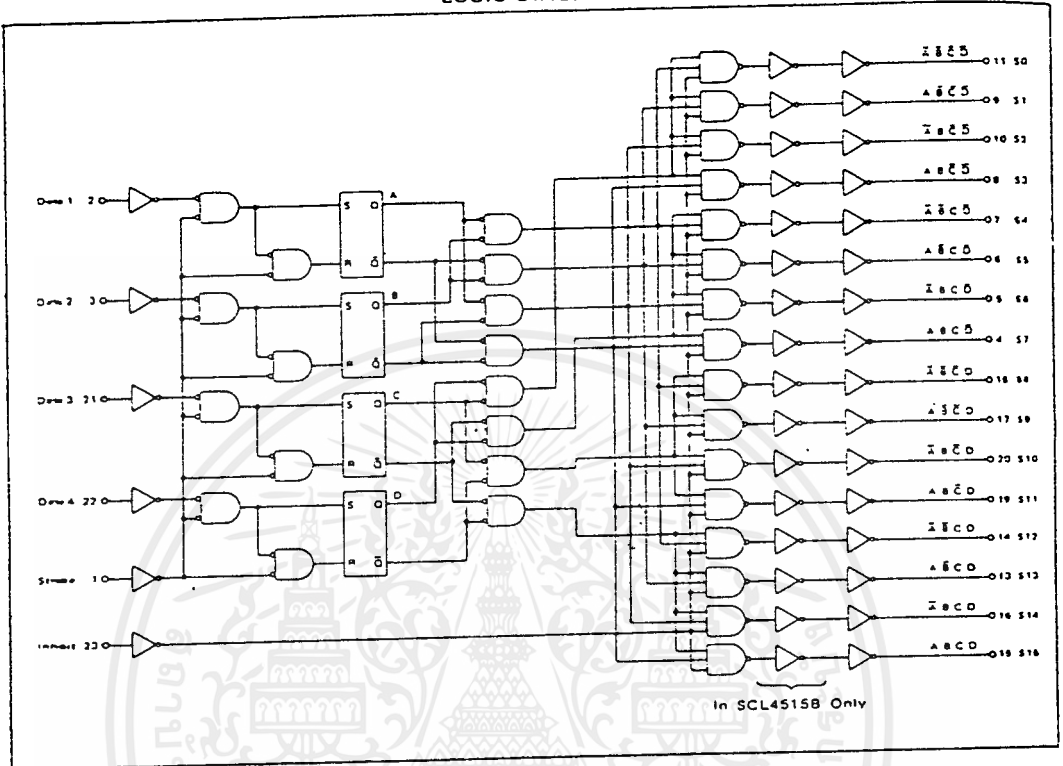 Data 1 2
Data 2 3
Data 3 21
Data 4 22
Strobe 1
Inhibit 23
S Q A
R Q̄
S Q B
R Q̄
S Q C
R Q̄
S Q D
R Q̄
Ā B̄ C̄ D̄ 11 S0
A B̄ C̄ D̄ 9 S1
Ā B C̄ D̄ 10 S2
A B C̄ D̄ 8 S3
Ā B̄ C D̄ 7 S4
A B̄ C D̄ 6 S5
Ā B C D̄ 5 S6
A B C D̄ 4 S7
Ā B̄ C̄ D 18 S8
A B̄ C̄ D 17 S9
Ā B C̄ D 20 S10
A B C̄ D 19 S11
Ā B̄ C D 14 S12
A B̄ C D 13 S13
Ā B C D 16 S14
A B C D 15 S15
In SCL4515B Only